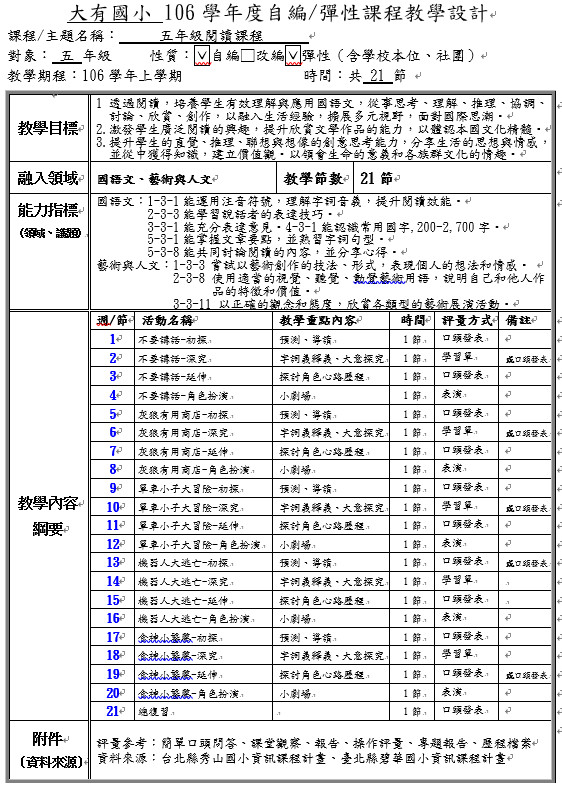 大有國小 106 學年度自編/彈性課程教學設計
課程/主題名稱： 五年級閱讀課程
對象： 五 年級 性質：V自編□改編V彈性（含學校本位、社團）
教學期程：106 學年上學期 時間：共 21 節
教學目標
1 透過閱讀，培養學生有效理解與應用國語文，從事思考、理解、推理、協調、
討論、欣賞、創作，以融入生活經驗，擴展多元視野，面對國際思潮。
2.激發學生廣泛閱讀的興趣，提升欣賞文學作品的能力，以體認本國文化精髓。
3.提升學生的直覺、推理、聯想與想像的創意思考能力，分享生活的思想與情感，
並從中獲得知識，建立價值觀。以領會生命的意義和各族群文化的情趣。
融入領域 國語文、藝術與人文 教學節數 21 節
能力指標
（領域、議題）
國語文：1-3-1 能運用注音符號，理解字詞音義，提升閱讀效能。
2-3-3 能學習說話者的表達技巧。
3-3-1 能充分表達意見。4-3-1 能認識常用國字,200-2,700 字。
5-3-1 能掌握文章要點，並熟習字詞句型。
5-3-8 能共同討論閱讀的內容，並分享心得。
藝術與人文：1-3-3 嘗試以藝術創作的技法、形式，表現個人的想法和情感。
2-3-8 使用適當的視覺、聽覺、動覺藝術用語，說明自己和他人作
品的特徵和價值。
3-3-11 以正確的觀念和態度，欣賞各類型的藝術展演活動。
教學內容
綱要
週/節 活動名稱 教學重點內容 時間 評量方式 備註
1 不要講話-初探 預測、導領 1 節 口頭發表
2 不要講話-深究 字詞義釋義、大意探究 1 節 學習單 或口頭發表
3 不要講話-延伸 探討角色心路歷程 1 節 口頭發表
4 不要講話-角色扮演 小劇場 1 節 表演
5 灰狼有用商店-初探 預測、導領 1 節 口頭發表
6 灰狼有用商店-深究 字詞義釋義、大意探究 1 節 學習單 或口頭發表
7 灰狼有用商店-延伸 探討角色心路歷程 1 節 口頭發表
8 灰狼有用商店-角色扮演 小劇場 1 節 表演
9 單車小子大冒險-初探 預測、導領 1 節 口頭發表
10 單車小子大冒險-深究 字詞義釋義、大意探究 1 節 學習單 或口頭發表
11 單車小子大冒險-延伸 探討角色心路歷程 1 節 口頭發表
12 單車小子大冒險-角色扮演 小劇場 1 節 表演
13 機器人大逃亡-初探 預測、導領 1 節 口頭發表 或口頭發表
14 機器人大逃亡-深究 字詞義釋義、大意探究 1 節 學習單
15 機器人大逃亡-延伸 探討角色心路歷程 1 節 口頭發表
16 機器人大逃亡-角色扮演 小劇場 1 節 表演
17 -初探 預測、導領 1 節 口頭發表
18 -深究 字詞義釋義、大意探究 1 節 學習單
19 -延伸 探討角色心路歷程 1 節 口頭發表 或口頭發表
20 -角色扮演 小劇場 1 節 表演
21 總複習 1 節 口頭發表
附件
（資料來源）
評量參考：簡單口頭問答、課堂觀察、報告、操作評量、專題報告、歷程檔案
資料來源：台北縣秀山國小資訊課程計畫、臺北縣碧華國小資訊課程計畫